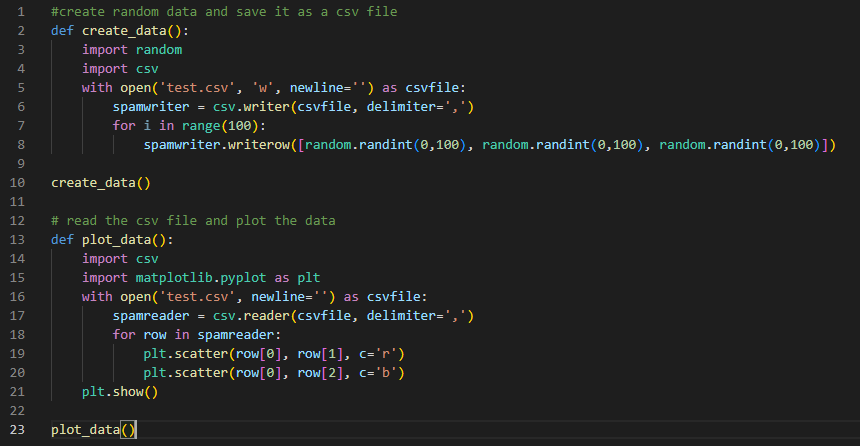 1 #create random data and save it as a csv file
2 def create_data():
3     import random
4     import csv
5     with open('test.csv', 'w', newline='') as csvfile:
6         spamwriter = csv.writer(csvfile, delimiter=',')
7         for i in range(100):
8             spamwriter.writerow([random.randint(0,100), random.randint(0,100), random.randint(0,100)])
9
10 create_data()
11
12 # read the csv file and plot the data
13 def plot_data():
14     import csv
15     import matplotlib.pyplot as plt
16     with open('test.csv', newline='') as csvfile:
17         spamreader = csv.reader(csvfile, delimiter=',')
18         for row in spamreader:
19             plt.scatter(row[0], row[1], c='r')
20             plt.scatter(row[0], row[2], c='b')
21     plt.show()
22
23 plot_data()